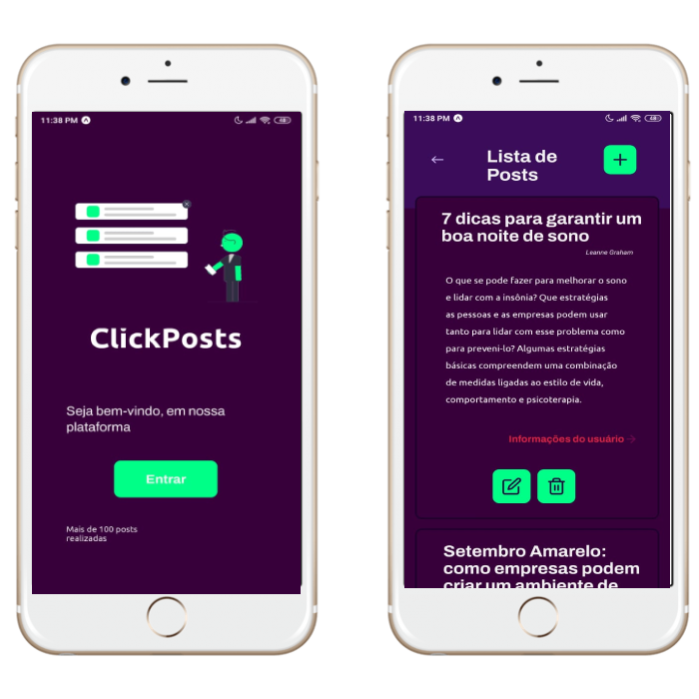 11:38 PM
48
ClickPosts
Seja bem-vindo, em nossa
plataforma
Entrar
Mais de 100 posts
realizadas
11:38 PM
48
Lista de
Posts
7 dicas para garantir um
boa noite de sono
Leanne Graham
O que se pode fazer para melhorar o sono
e lidar com a insônia? Que estratégias
as pessoas e as empresas podem usar
tanto para lidar com esse problema como
para preveni-lo? Algumas estratégias
básicas compreendem uma combinação
de medidas ligadas ao estilo de vida,
comportamento e psicoterapia.
Informações do usuário
Setembro Amarelo:
como empresas podem
criar um ambiente de